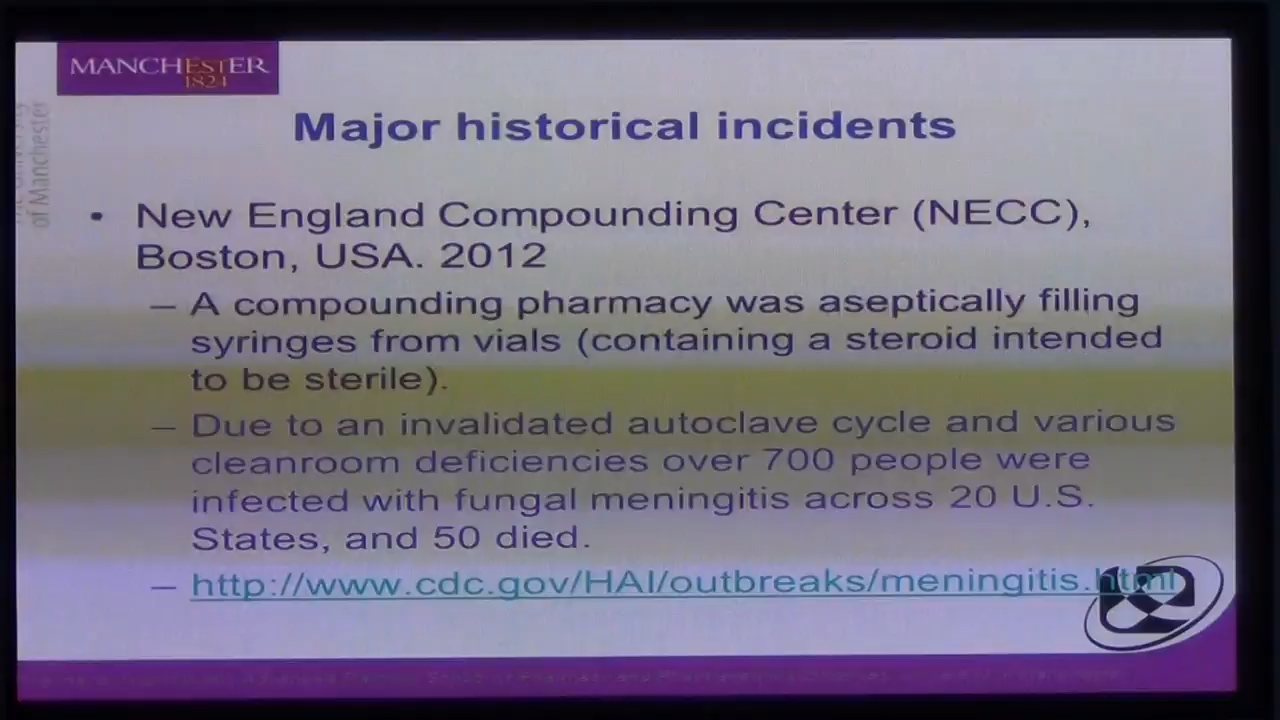 MANCHESTER
1824
of Manchester
Major historical incidents
• New England Compounding Center (NECC),
Boston, USA. 2012
– A compounding pharmacy was aseptically filling
syringes from vials (containing a steroid intended
to be sterile).
– Due to an invalidated autoclave cycle and various
cleanroom deficiencies over 700 people were
infected with fungal meningitis across 20 U.S.
States, and 50 died.
– http://www.cdc.gov/HAI/outbreaks/meningitis.html